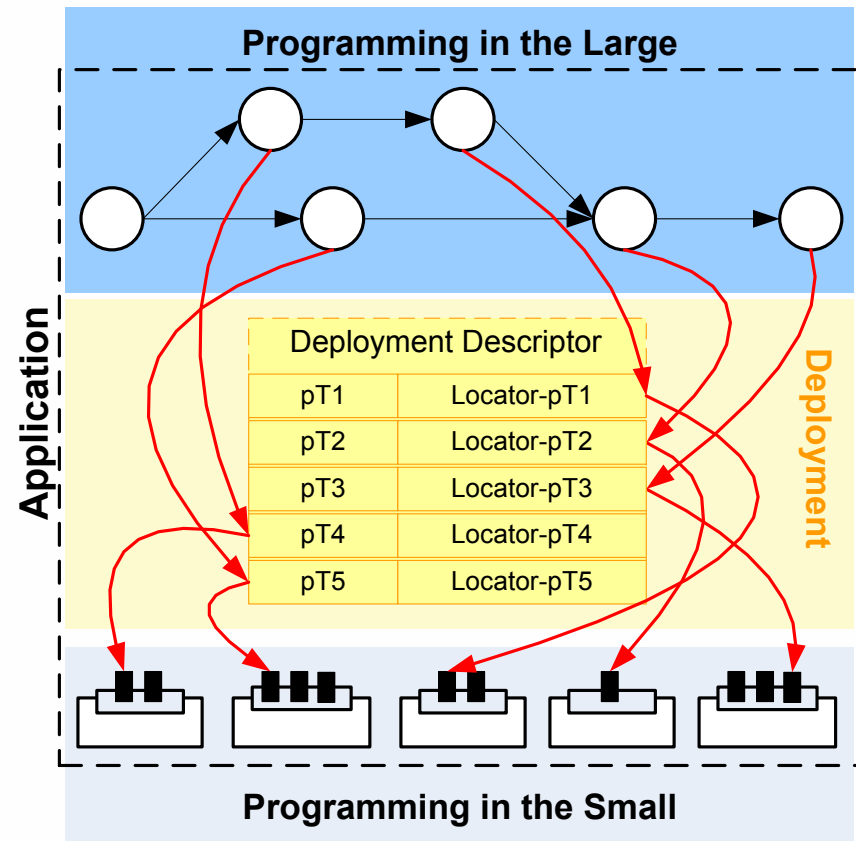 Programming in the Large
Application
Deployment Descriptor
pT1 Locator-pT1
pT2 Locator-pT2
pT3 Locator-pT3
pT4 Locator-pT4
pT5 Locator-pT5
Deployment
Programming in the Small